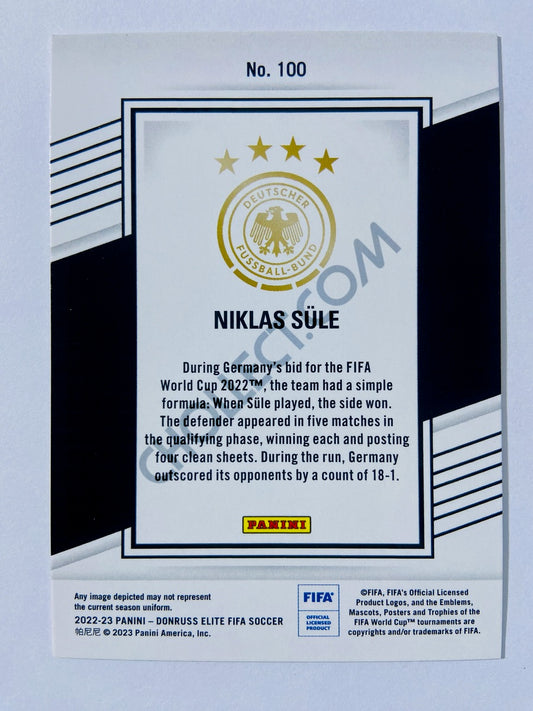 No. 100
DEUTSCHER
FUSSBALL-BUND
NIKLAS SÜLE
During Germany's bid for the FIFA
World Cup 2022™, the team had a simple
formula: When Süle played, the side won.
The defender appeared in five matches in
the qualifying phase, winning each and posting
four clean sheets. During the run, Germany
outscored its opponents by a count of 18-1.
CHOLLECT.COM
PANINI
Any image depicted may not represent
the current season uniform.
2022-23 PANINI – DONRUSS ELITE FIFA SOCCER
帕尼尼 © 2023 Panini America, Inc.
FIFA®
OFFICIAL
LICENSED
PRODUCT
©FIFA, FIFA's Official Licensed
Product Logos, and the Emblems,
Mascots, Posters and Trophies of the
FIFA World Cup™ tournaments are
copyrights and/or trademarks of FIFA.